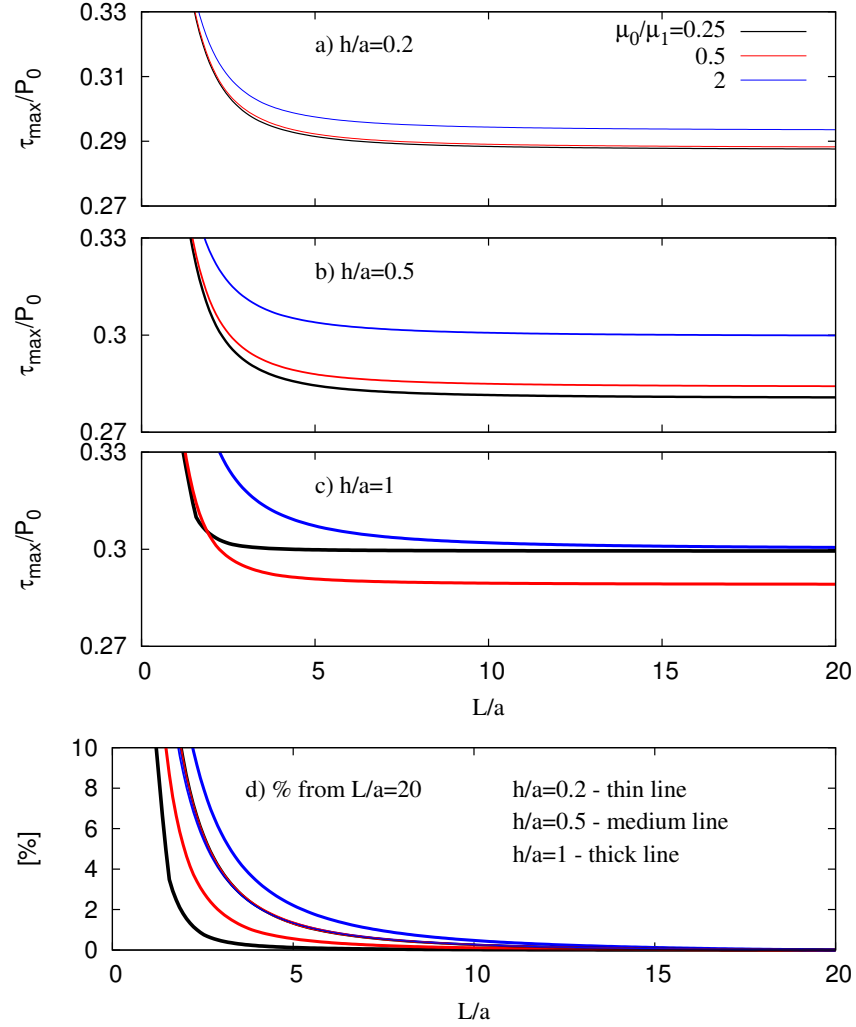 0.33
0.31
0.29
0.27
τmax/P0
a) h/a=0.2
μ0/μ1=0.25
0.5
2
0.33
0.3
0.27
τmax/P0
b) h/a=0.5
0.33
0.3
0.27
τmax/P0
c) h/a=1
0 5 10 15 20
L/a
10
8
6
4
2
0
[%]
d) % from L/a=20
h/a=0.2 - thin line
h/a=0.5 - medium line
h/a=1 - thick line
0 5 10 15 20
L/a